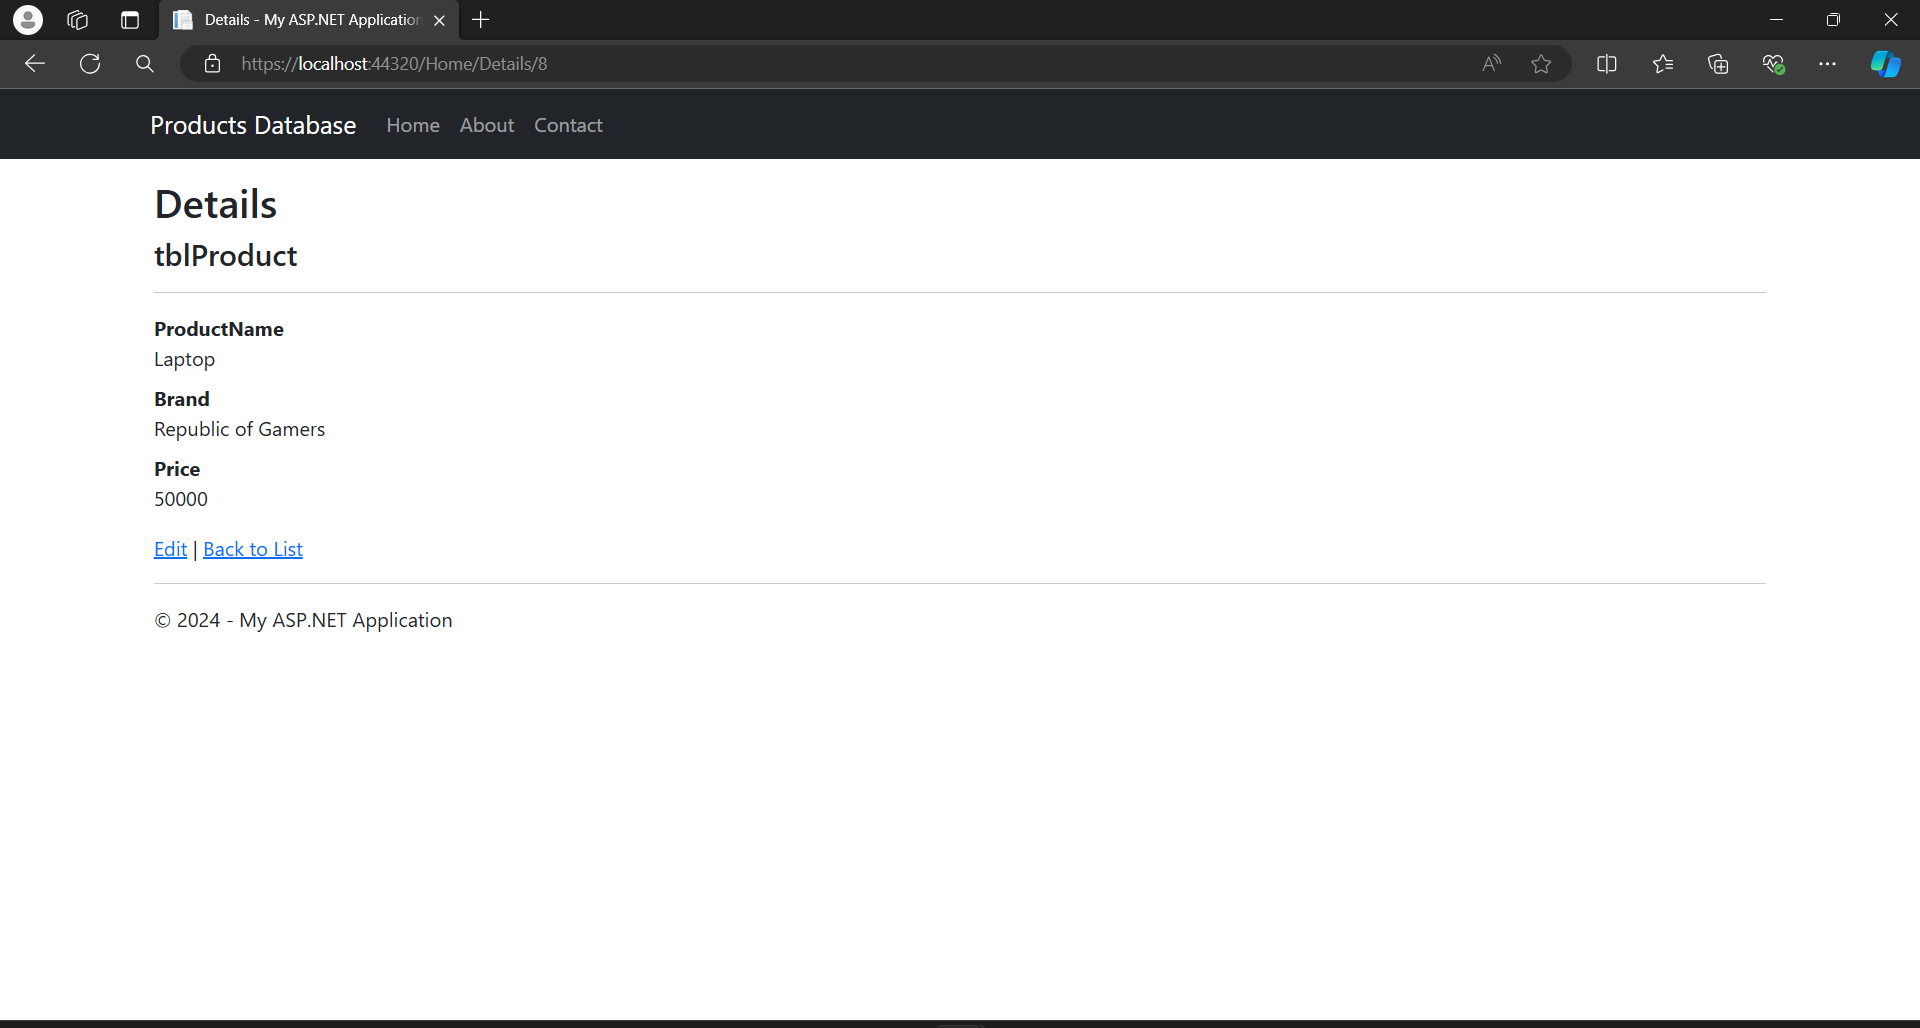 Details - My ASP.NET Application
https://localhost:44320/Home/Details/8
Products Database Home About Contact
Details
tblProduct
ProductName
Laptop
Brand
Republic of Gamers
Price
50000
Edit | Back to List
© 2024 - My ASP.NET Application